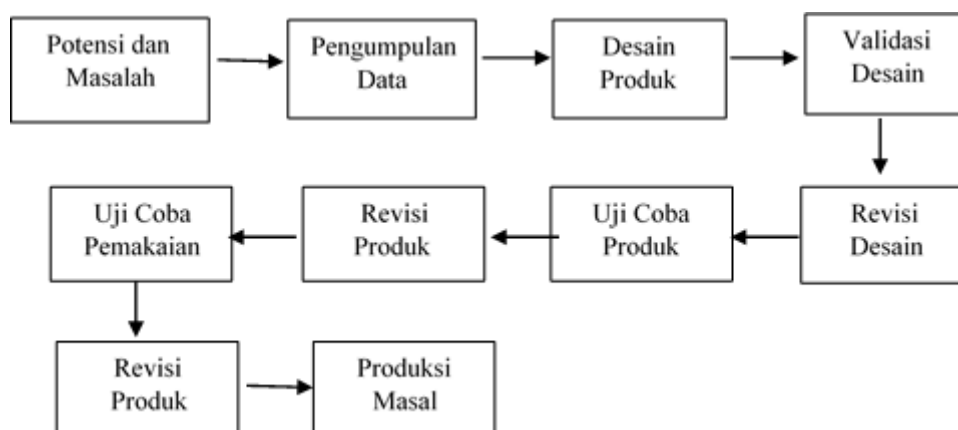 Potensi dan
Masalah
Pengumpulan
Data
Desain
Produk
Validasi
Desain
Revisi
Desain
Uji Coba
Produk
Revisi
Produk
Uji Coba
Pemakaian
Revisi
Produk
Produksi
Masal